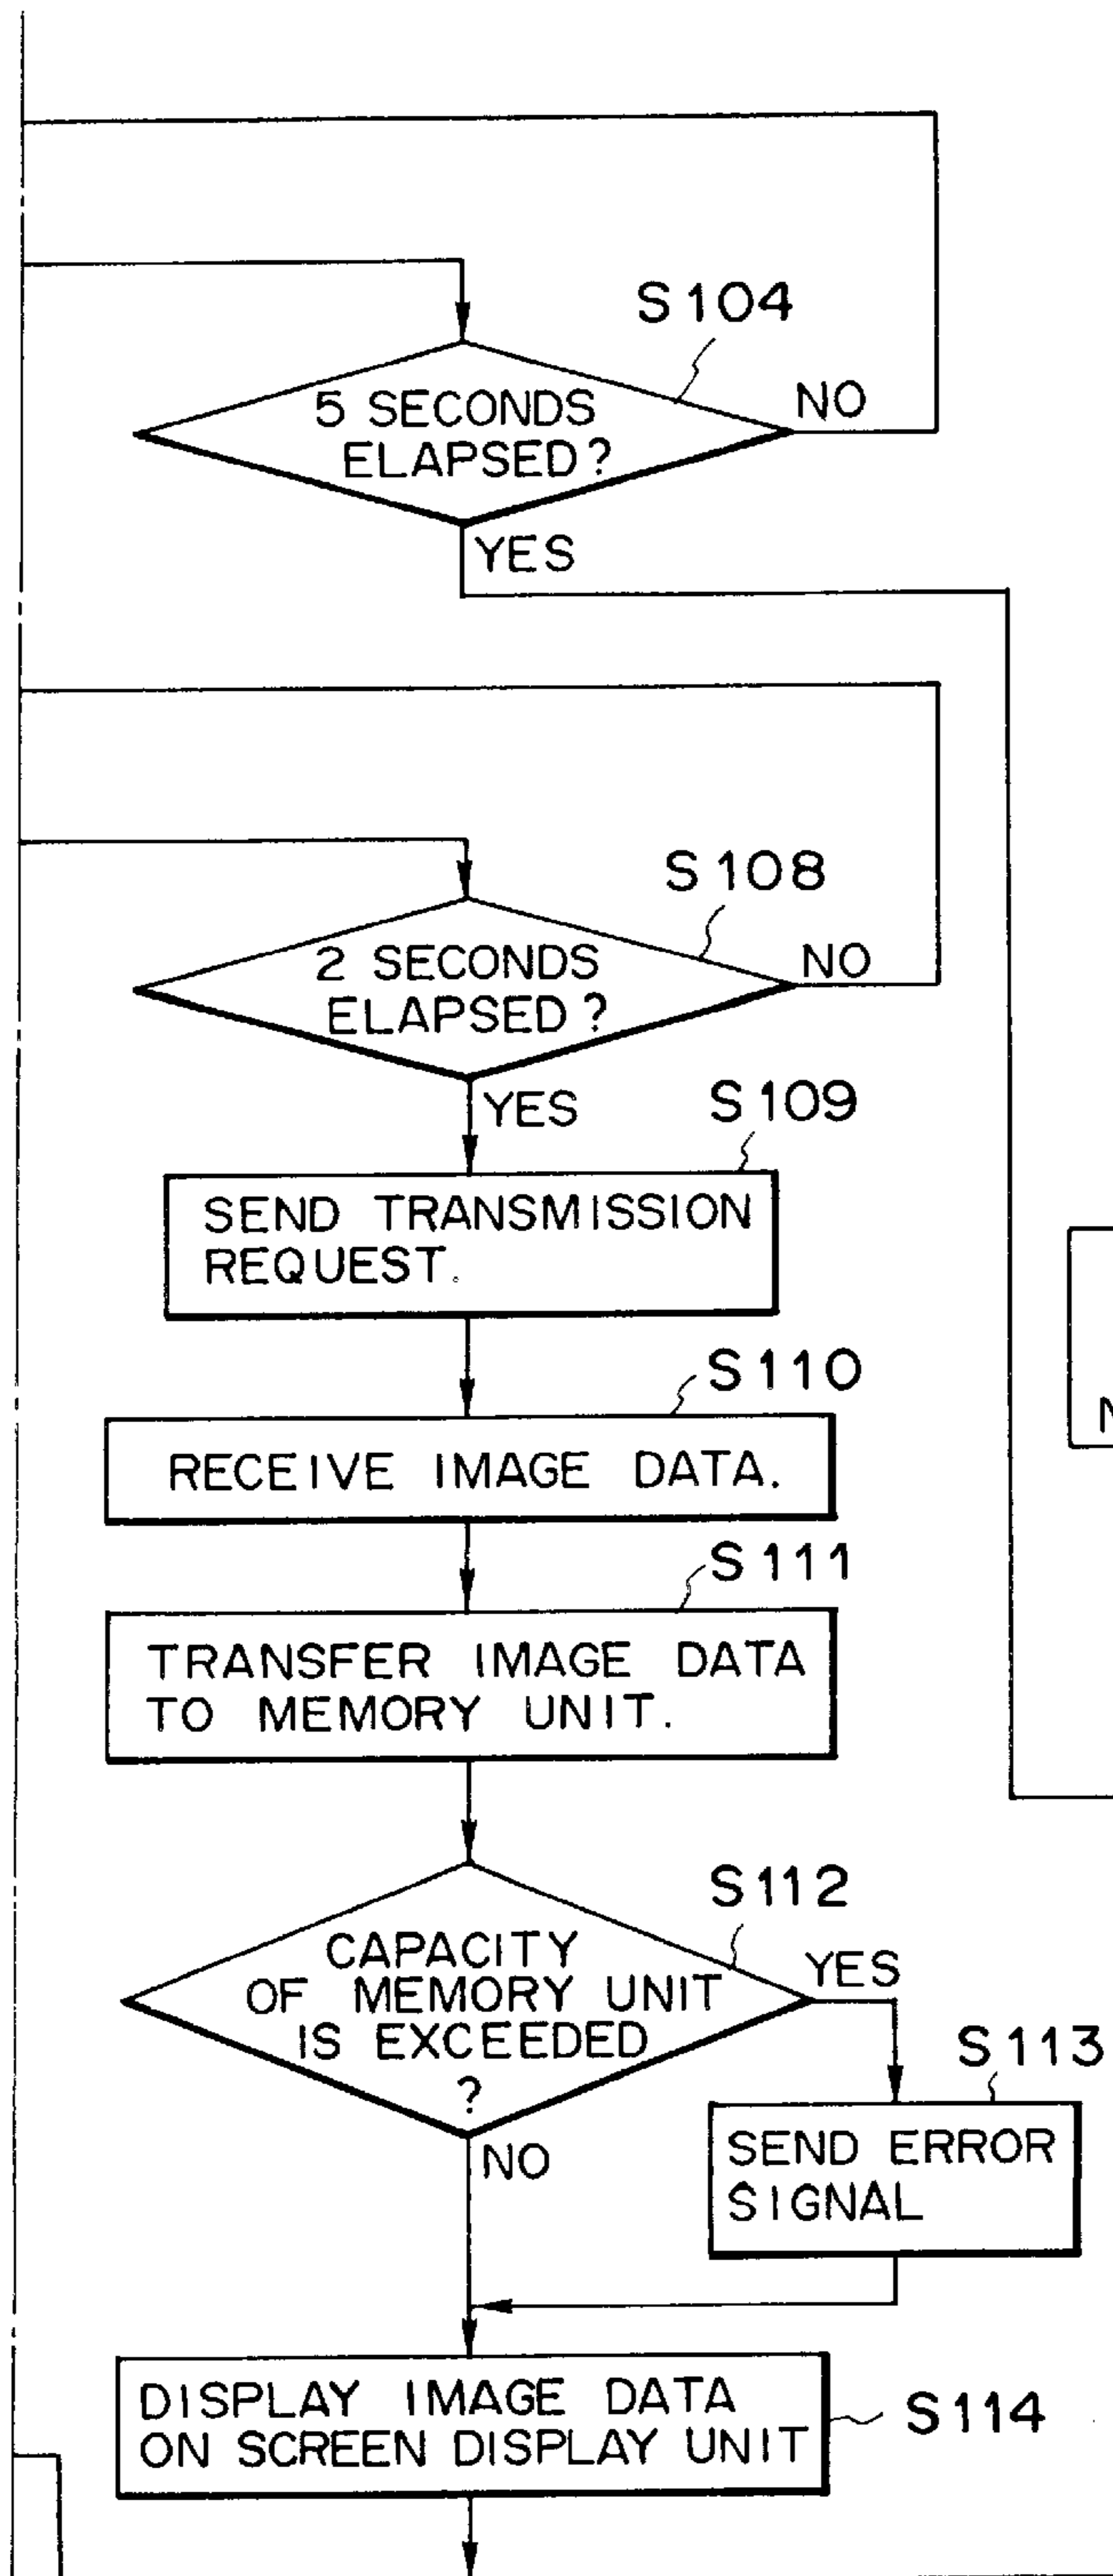 S104
5 SECONDS
ELAPSED?
NO
YES
S108
2 SECONDS
ELAPSED?
NO
YES
S109
SEND TRANSMISSION
REQUEST.
S110
RECEIVE IMAGE DATA.
S111
TRANSFER IMAGE DATA
TO MEMORY UNIT.
S112
CAPACITY
OF MEMORY UNIT
IS EXCEEDED
?
YES
NO
S113
SEND ERROR
SIGNAL
DISPLAY IMAGE DATA
ON SCREEN DISPLAY UNIT
S114